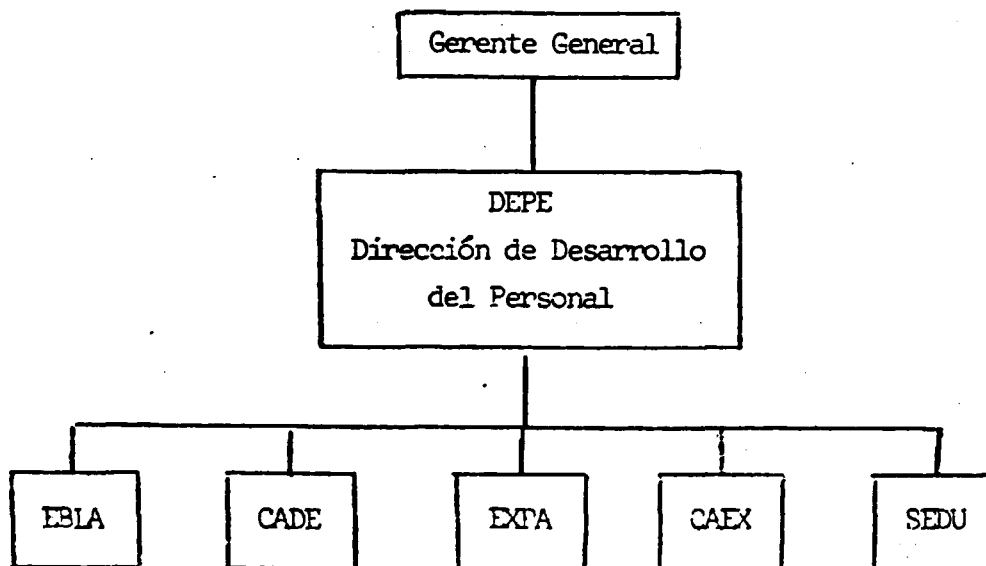 Gerente General
DEPE
Dirección de Desarrollo
del Personal
EBLA
CADE
CAEX
SEDU